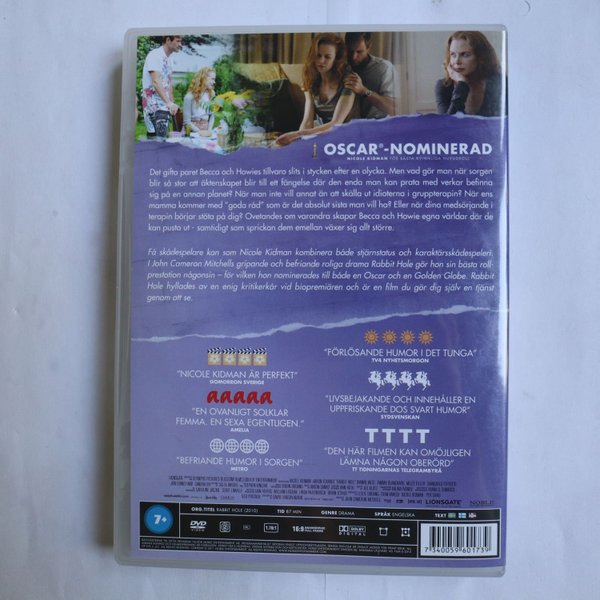 OSCAR®-NOMINERAD
NICOLE KIDMAN FÖR BÄSTA KVINNLIGA HUVUDROLL
Det gifta paret Becca och Howies tillvaro slits i stycken efter en olycka. Men vad gör man när sorgen
blir så stor att äktenskapet blir till ett fängelse där den enda man kan prata med verkar befinna
sig på en annan planet? När man inte vill annat än att skälla ut idioterna i gruppterapin? När ens
mamma kommer med "goda råd" som är det absolut sista man vill ha? Eller när dina medsörjande i
terapin börjar stöta på dig? Ovetandes om varandra skapar Becca och Howie egna världar där de
kan pusta ut - samtidigt som sprickan dem emellan växer sig allt större.
Få skådespelare kan som Nicole Kidman kombinera både stjärnstatus och karaktärsskådespeleri.
I John Cameron Mitchells gripande och befriande roliga drama Rabbit Hole gör hon sin bästa roll-
prestation någonsin – för vilken hon nominerades till både en Oscar och en Golden Globe. Rabbit
Hole hyllades av en enig kritikerkår vid biopremiären och är en film du gör dig själv en tjänst
genom att se.
"NICOLE KIDMAN ÄR PERFEKT"
GOMORRON SVERIGE
aaaaa
"EN OVANLIGT SOLKLAR
FEMMA. EN SEXA EGENTLIGEN."
AMELIA
"BEFRIANDE HUMOR I SORGEN"
METRO
"FÖRLÖSANDE HUMOR I DET TUNGA"
TV4 NYHETSMORGON
"LIVSBEJAKANDE OCH INNEHÅLLER EN
UPPFRISKANDE DOS SVART HUMOR"
SYDSVENSKAN
TTTT
"DEN HÄR FILMEN KAN OMÖJLIGEN
LÄMNA NÅGON OBERÖRD"
TT TIDNINGARNAS TELEGRAMBYRÅ
LIONSGATE
NOBLE
7+
ORG.TITEL RABBIT HOLE (2010)
TID 87 MIN
GENRE DRAMA
SPRÅK ENGELSKA
TEXT
DVD
16:9
DOLBY
DIGITAL
7340059601739